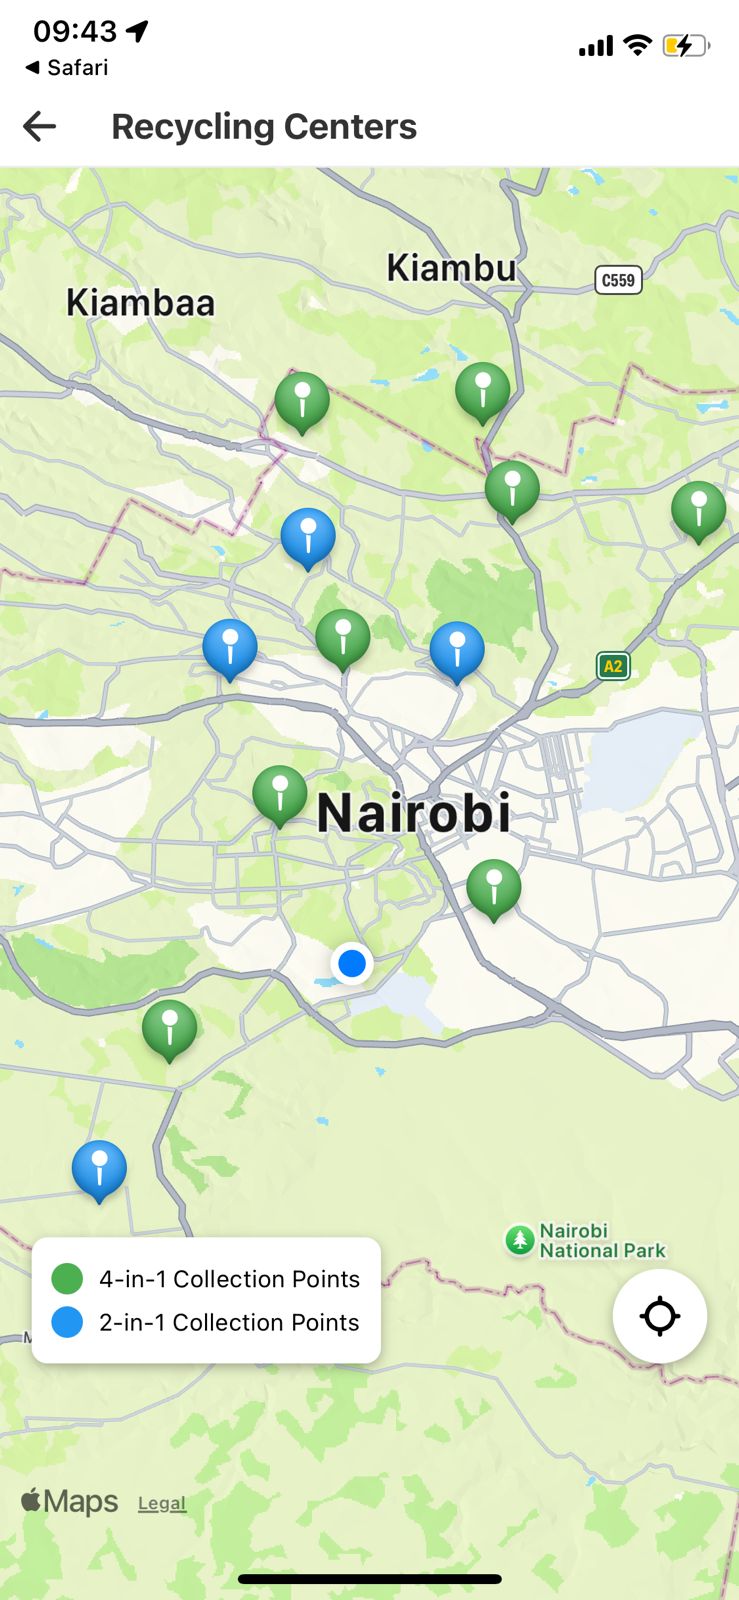 09:43
Safari
Recycling Centers
Kiambu
C559
Kiambaa
A2
Nairobi
Nairobi
National Park
4-in-1 Collection Points
2-in-1 Collection Points
Maps
Legal